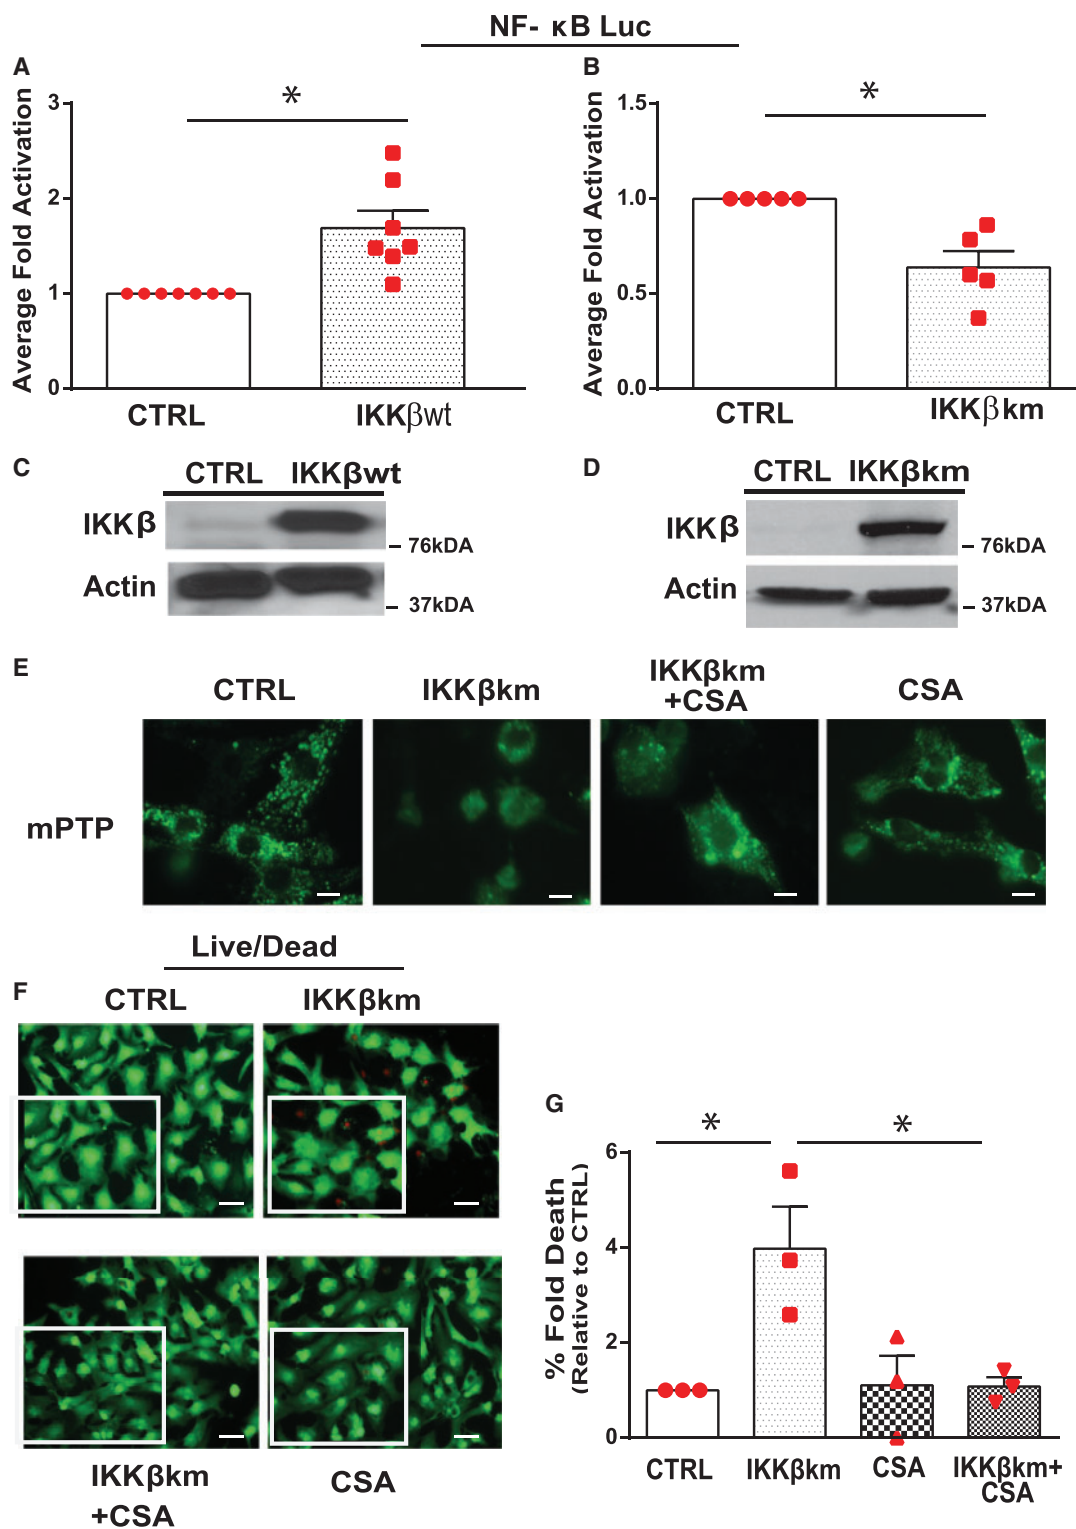 NF- κB Luc
A
B
*
*
Average Fold Activation
3
2
1
0
CTRL
IKKβwt
Average Fold Activation
1.5
1.0
0.5
0.0
CTRL
IKKβkm
C
CTRL IKKβwt
IKKβ
– 76kDA
Actin
– 37kDA
D
CTRL IKKβkm
IKKβ
– 76kDA
Actin
– 37kDA
E
CTRL
IKKβkm
IKKβkm
+CSA
CSA
mPTP
Live/Dead
F
CTRL
IKKβkm
IKKβkm
+CSA
CSA
G
*
*
% Fold Death
(Relative to CTRL)
6
4
2
0
CTRL
IKKβkm
CSA
IKKβkm+
CSA